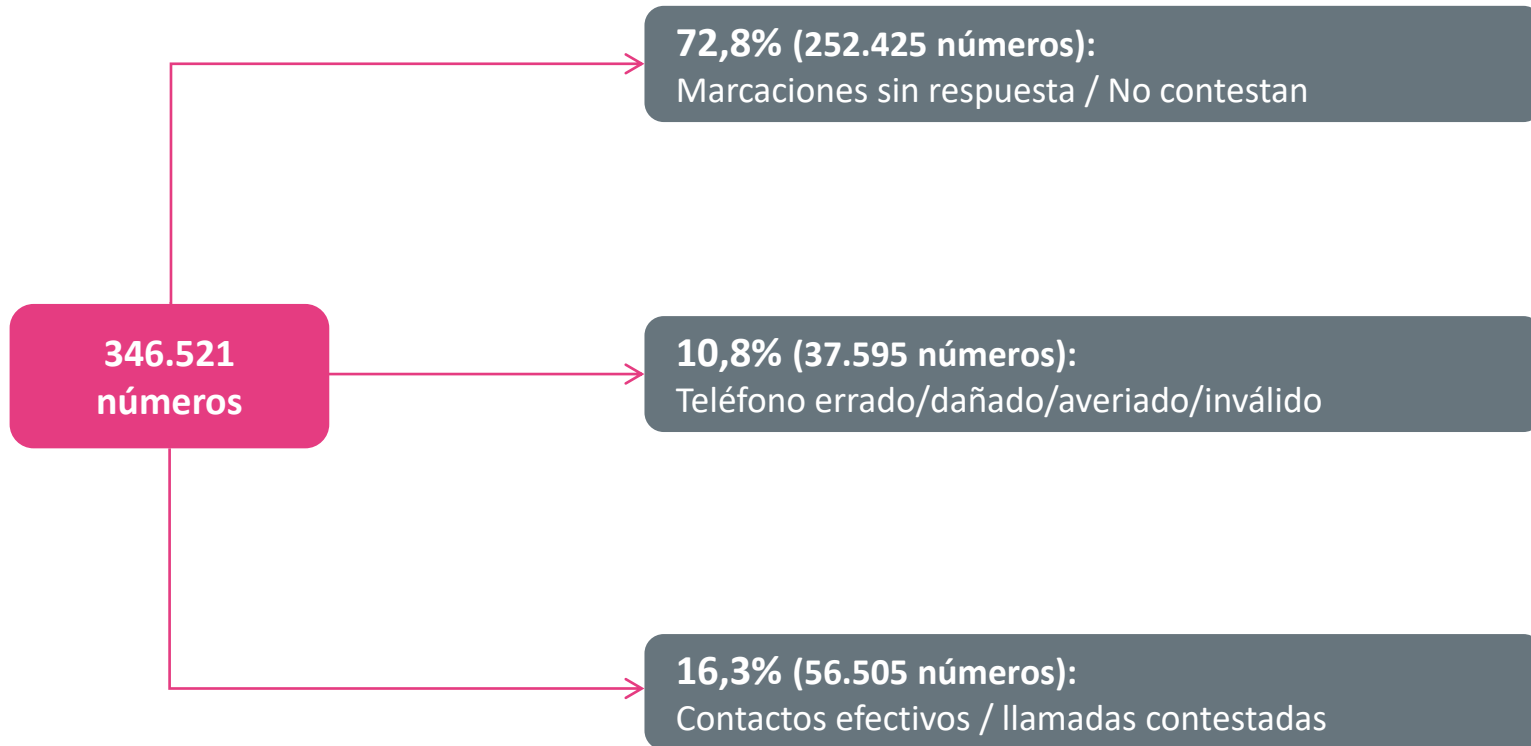 72,8% (252.425 números):
Marcaciones sin respuesta / No contestan
346.521
números
10,8% (37.595 números):
Teléfono errado/dañado/averiado/inválido
16,3% (56.505 números):
Contactos efectivos / llamadas contestadas